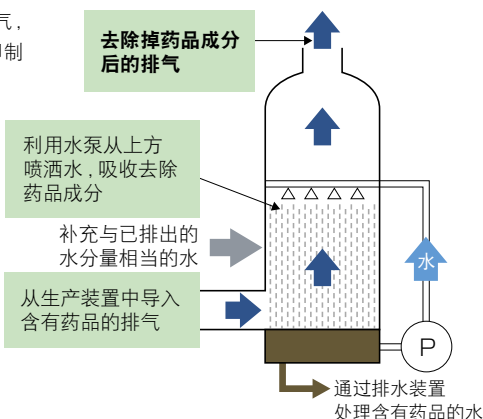 气，
制
去除掉药品成分
后的排气
利用水泵从上方
喷洒水，吸收去除
药品成分
补充与已排出的
水分量相当的水
从生产装置中导入
含有药品的排气
水
P
通过排水装置
处理含有药品的水